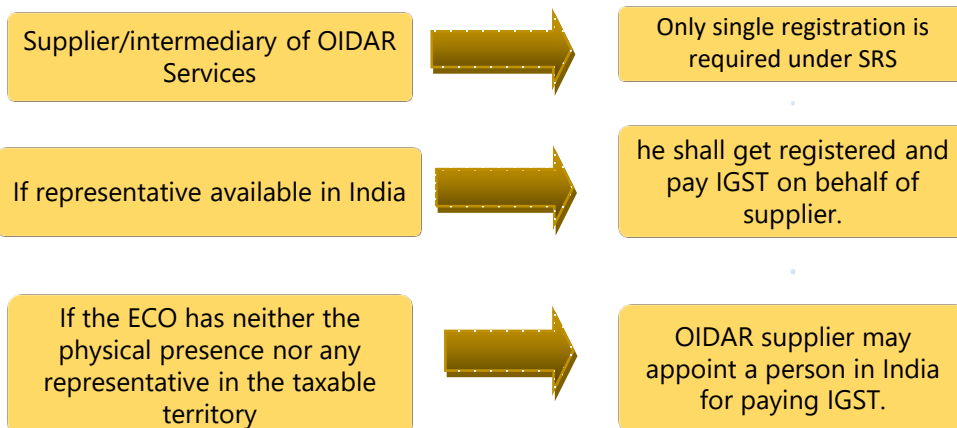 Supplier/intermediary of OIDAR
Services
Only single registration is
required under SRS
If representative available in India
he shall get registered and
pay IGST on behalf of
supplier.
If the ECO has neither the
physical presence nor any
representative in the taxable
territory
OIDAR supplier may
appoint a person in India
for paying IGST.